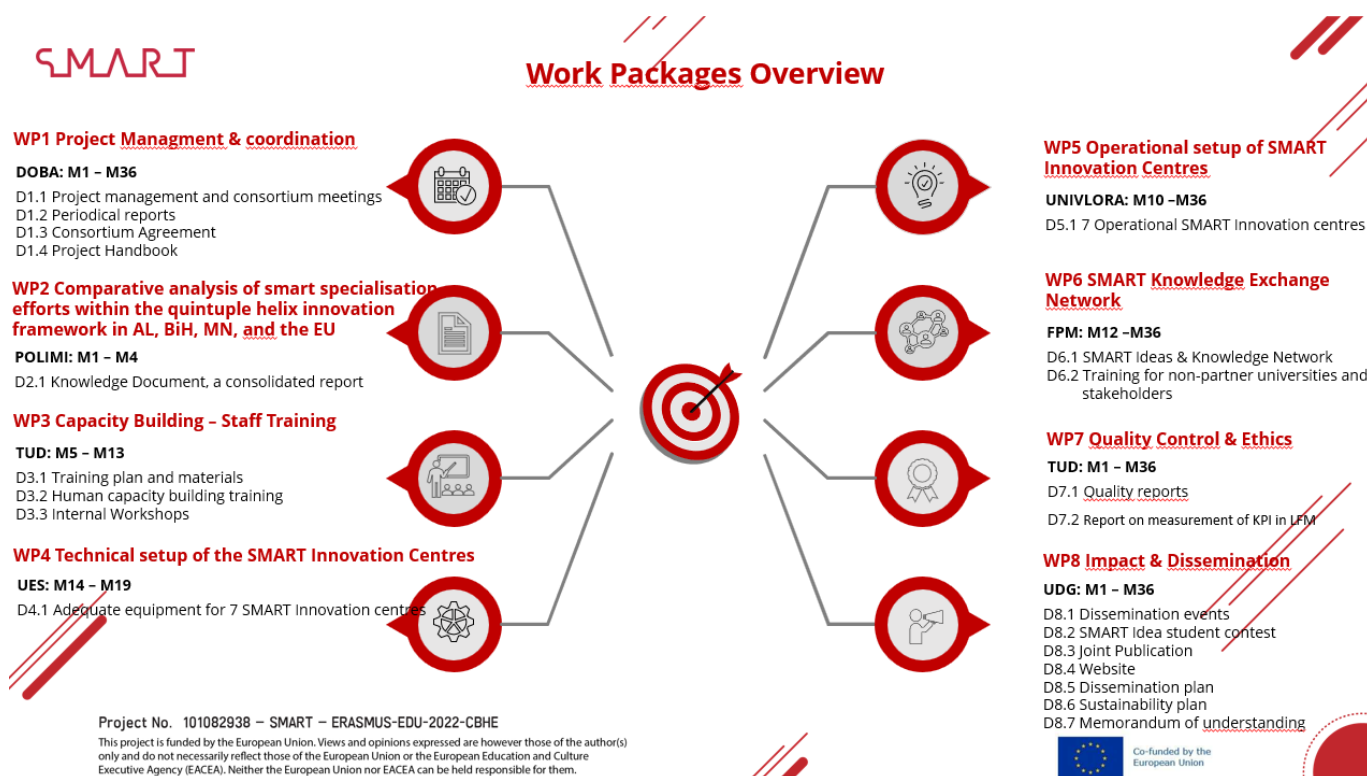 SMART
Work Packages Overview
WP1 Project Managment & coordination
DOBA: M1 – M36
D1.1 Project management and consortium meetings
D1.2 Periodical reports
D1.3 Consortium Agreement
D1.4 Project Handbook
WP2 Comparative analysis of smart specialisation
efforts within the quintuple helix innovation
framework in AL, BiH, MN, and the EU
POLIMI: M1 – M4
D2.1 Knowledge Document, a consolidated report
WP3 Capacity Building – Staff Training
TUD: M5 – M13
D3.1 Training plan and materials
D3.2 Human capacity building training
D3.3 Internal Workshops
WP4 Technical setup of the SMART Innovation Centres
UES: M14 – M19
D4.1 Adequate equipment for 7 SMART Innovation centres
WP5 Operational setup of SMART
Innovation Centres
UNIVLORA: M10 –M36
D5.1 7 Operational SMART Innovation centres
WP6 SMART Knowledge Exchange
Network
FPM: M12 –M36
D6.1 SMART Ideas & Knowledge Network
D6.2 Training for non-partner universities and
stakeholders
WP7 Quality Control & Ethics
TUD: M1 – M36
D7.1 Quality reports
D7.2 Report on measurement of KPI in LFM
WP8 Impact & Dissemination
UDG: M1 – M36
D8.1 Dissemination events
D8.2 SMART Idea student contest
D8.3 Joint Publication
D8.4 Website
D8.5 Dissemination plan
D8.6 Sustainability plan
D8.7 Memorandum of understanding
Project No. 101082938 – SMART – ERASMUS-EDU-2022-CBHE
This project is funded by the European Union. Views and opinions expressed are however those of the author(s)
only and do not necessarily reflect those of the European Union or the European Education and Culture
Executive Agency (EACEA). Neither the European Union nor EACEA can be held responsible for them.
Co-funded by the
European Union